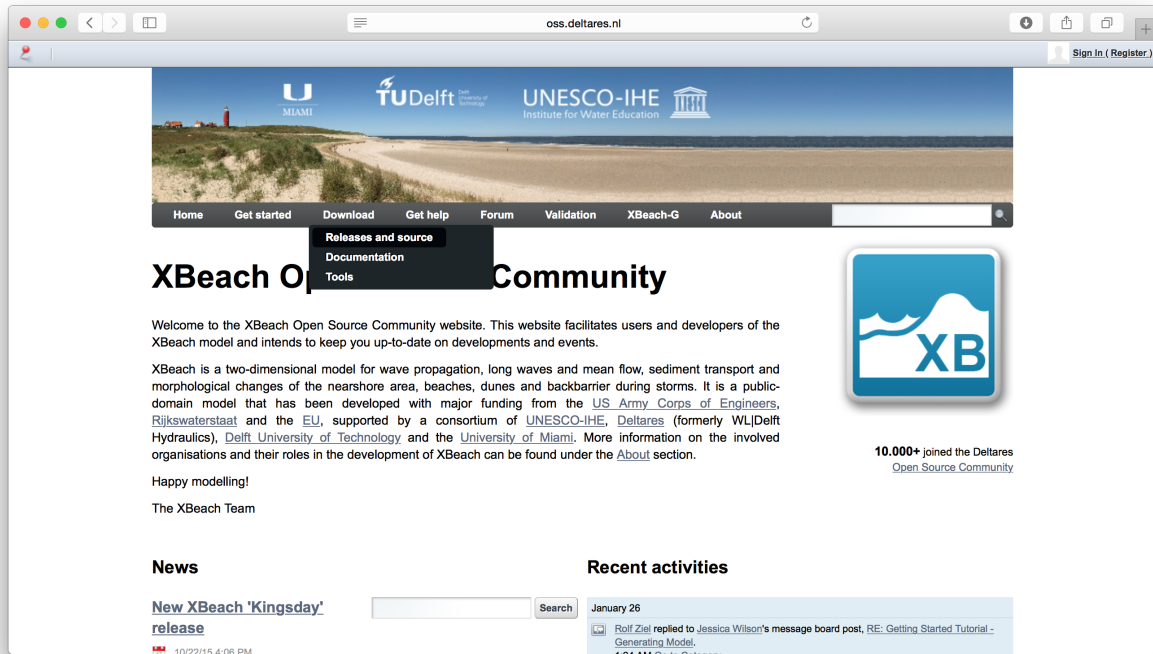 oss.deltares.nl
Sign In ( Register )
MIAMI
TUDelft Delft University of Technology
UNESCO-IHE
Institute for Water Education
Home Get started Download Get help Forum Validation XBeach-G About
Releases and source
Documentation
Tools
XBeach Community
Welcome to the XBeach Open Source Community website. This website facilitates users and developers of the
XBeach model and intends to keep you up-to-date on developments and events.
XBeach is a two-dimensional model for wave propagation, long waves and mean flow, sediment transport and
morphological changes of the nearshore area, beaches, dunes and backbarrier during storms. It is a public-
domain model that has been developed with major funding from the US Army Corps of Engineers,
Rijkswaterstaat and the EU, supported by a consortium of UNESCO-IHE, Deltares (formerly WL|Delft
Hydraulics), Delft University of Technology and the University of Miami. More information on the involved
organisations and their roles in the development of XBeach can be found under the About section.
Happy modelling!
The XBeach Team
XB
10.000+ joined the Deltares
Open Source Community
News
New XBeach 'Kingsday'
release
10/22/15 4:06 PM
Search
Recent activities
January 26
Rolf Ziel replied to Jessica Wilson's message board post, RE: Getting Started Tutorial -
Generating Model.